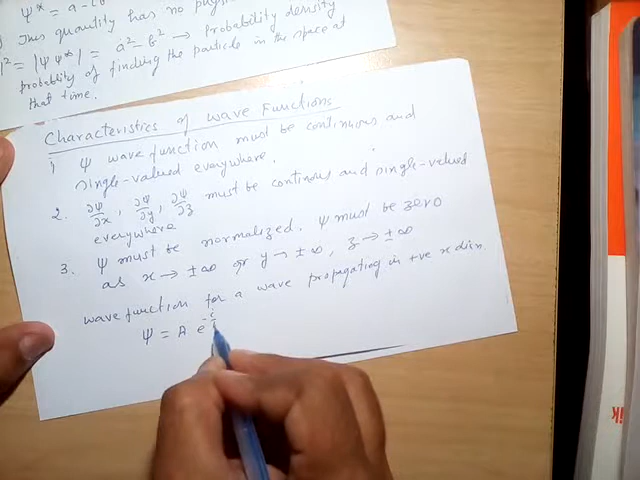 Ψ* = a - ib
This quantity has no
|² = |Ψ Ψ*| = a² = b² → Probability density
probability of finding the particle in the space at
that time.
Characteristics of wave Functions
1, Ψ wave function must be continuous and
single-valued everywhere.
2. ∂Ψ/∂x, ∂Ψ/∂y, ∂Ψ/∂z must be continous and single-valued
everywhere
3. Ψ must be normalized. Ψ must be zero
as x → ±∞ or y → ±∞, z → ±∞
wave function for a wave propagating in +ve x dirn
Ψ = A e^-i
lik